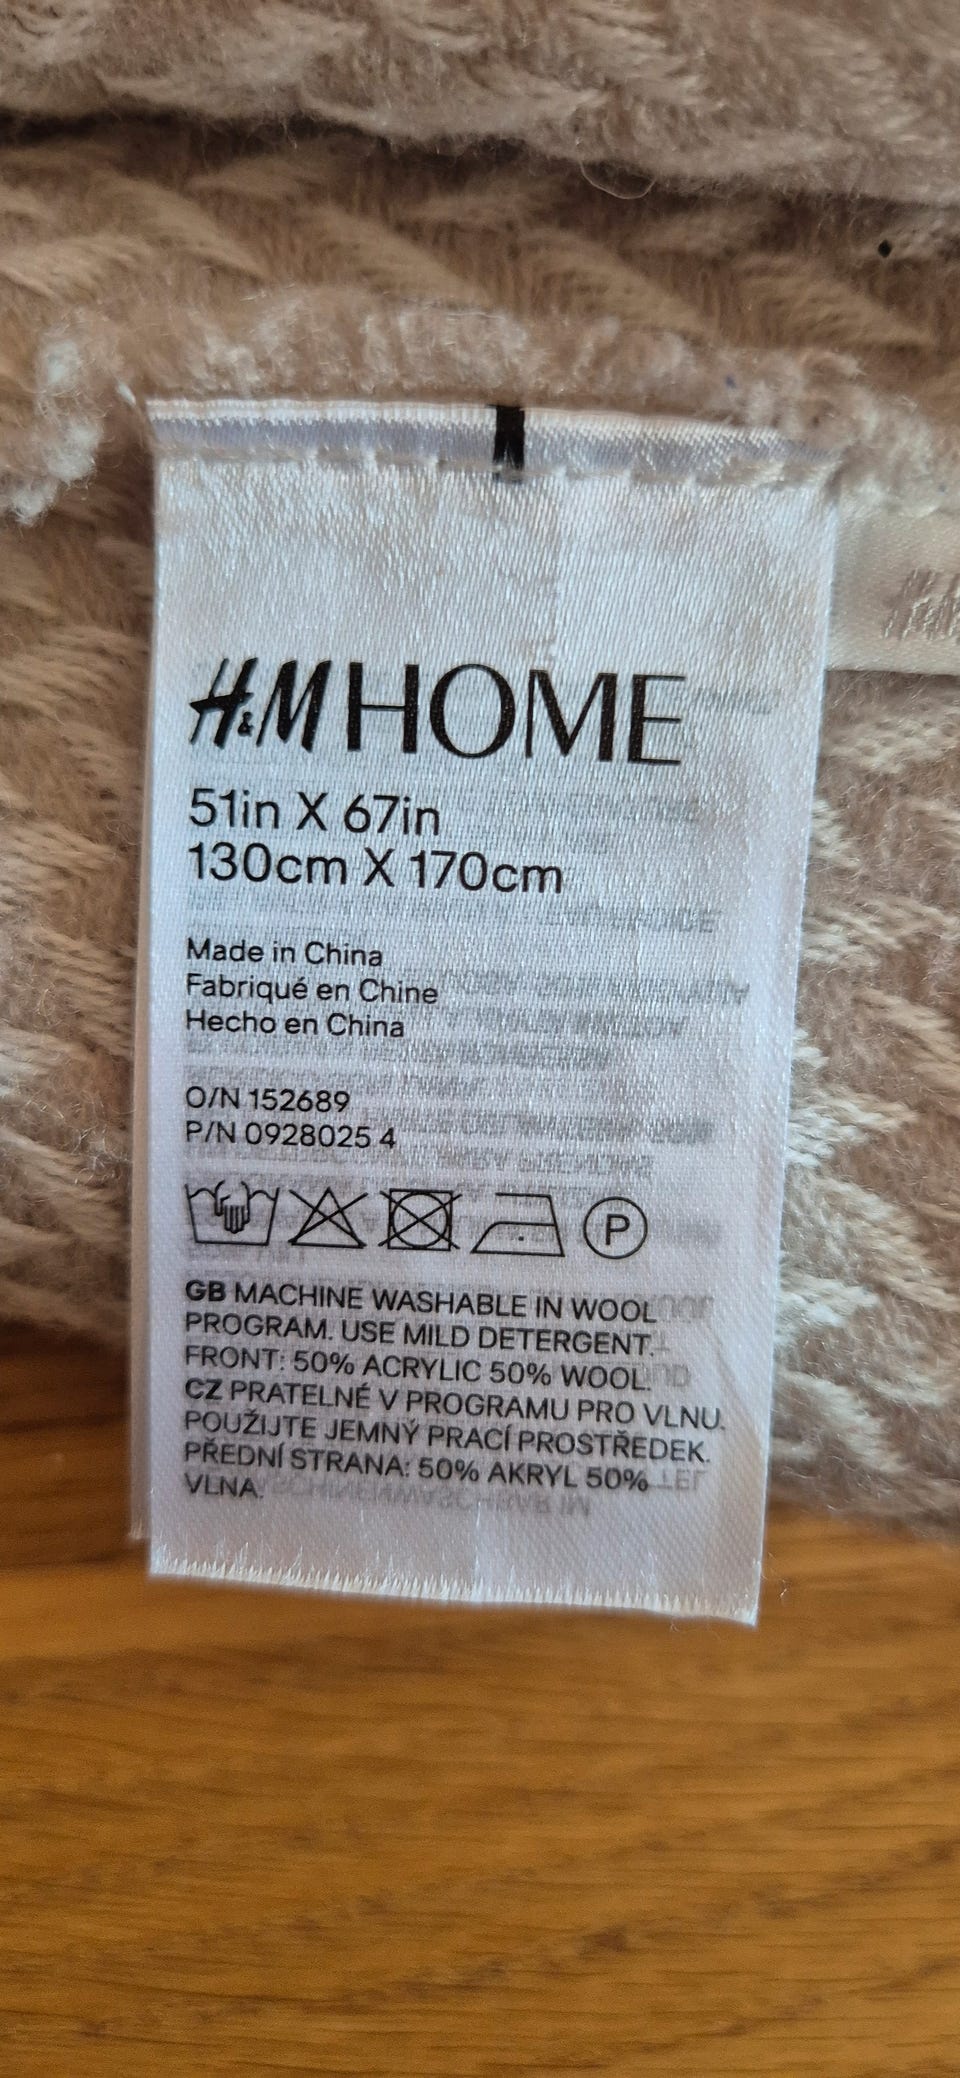 H&M HOME
51in X 67in
130cm X 170cm
Made in China
Fabriqué en Chine
Hecho en China
O/N 152689
P/N 0928025 4
P
GB MACHINE WASHABLE IN WOOL
PROGRAM. USE MILD DETERGENT.
FRONT: 50% ACRYLIC 50% WOOL.
CZ PRATELNÉ V PROGRAMU PRO VLNU.
POUŽIJTE JEMNÝ PRACÍ PROSTŘEDEK.
PŘEDNÍ STRANA: 50% AKRYL 50%
VLNA.